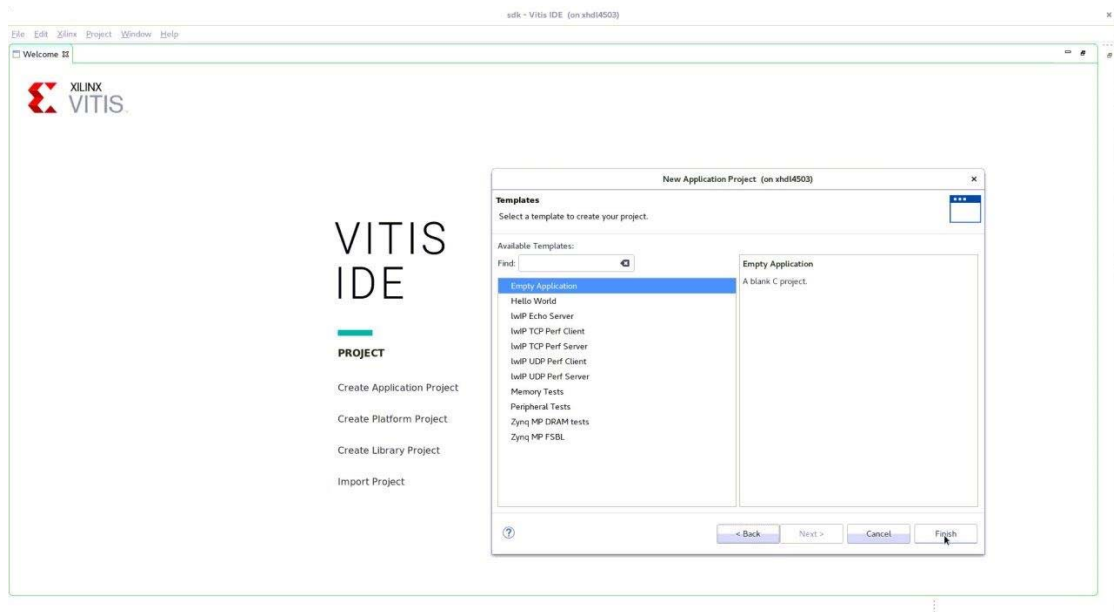 sdk - Vitis IDE (on xhdl4503)
File Edit Xilinx Project Window Help
Welcome
XILINX
VITIS
VITIS
IDE
PROJECT
Create Application Project
Create Platform Project
Create Library Project
Import Project
New Application Project (on xhdl4503)
Templates
Select a template to create your project.
Available Templates:
Find:
Empty Application
Hello World
lwIP Echo Server
lwIP TCP Perf Client
lwIP TCP Perf Server
lwIP UDP Perf Client
lwIP UDP Perf Server
Memory Tests
Peripheral Tests
Zynq MP DRAM tests
Zynq MP FSBL
Empty Application
A blank C project.
< Back Next > Cancel Finish